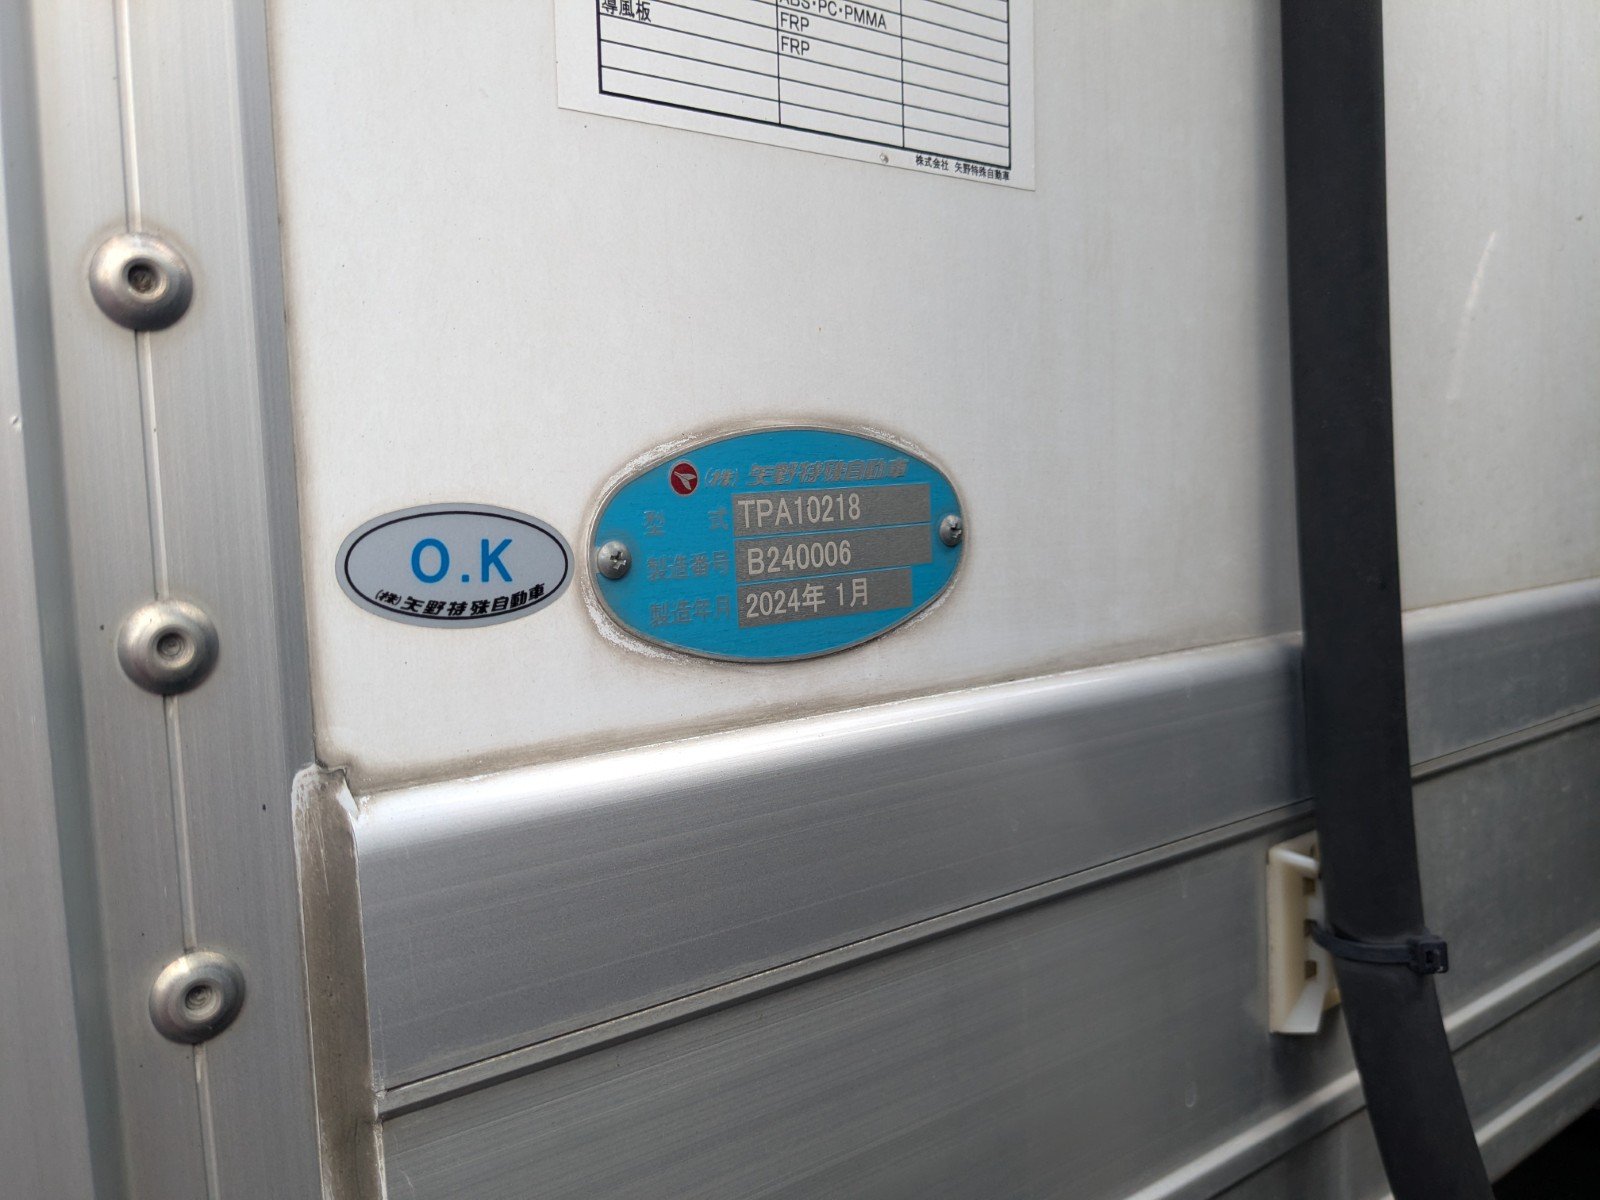 導風板
ABS・PC・PMMA
FRP
FRP
株式会社 矢野特殊自動車
(株) 矢野特殊自動車
型 式 TPA10218
製造番号 B240006
製造年月 2024年 1月
O.K
(株)矢野特殊自動車